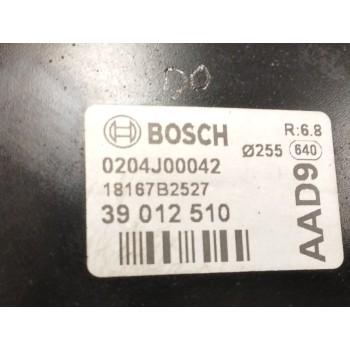 BOSCH
R:6.8
0204J00042
Ø255 640
18167B2527
39 012 510
AAD9